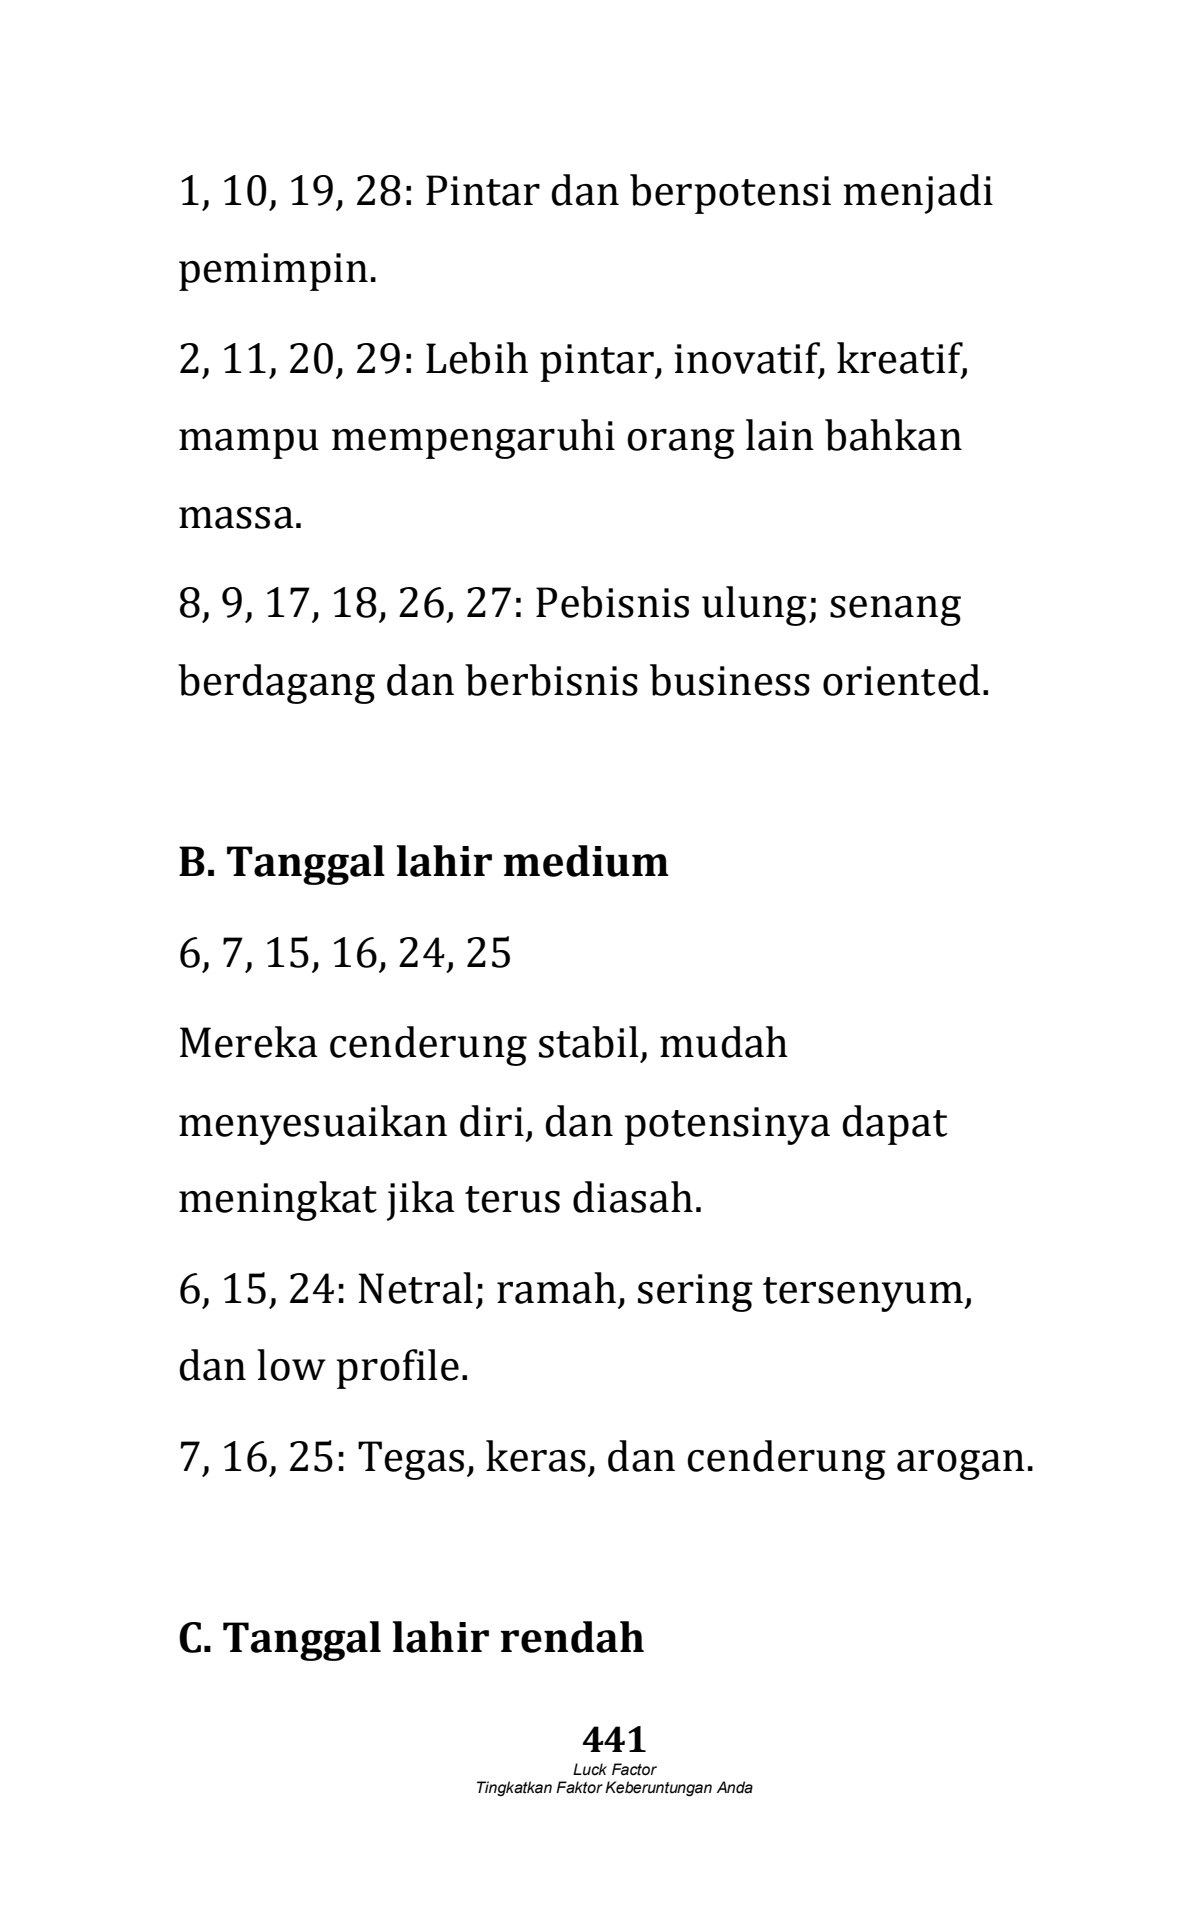 1, 10, 19, 28: Pintar dan berpotensi menjadi
pemimpin.
2, 11, 20, 29: Lebih pintar, inovatif, kreatif,
mampu mempengaruhi orang lain bahkan
massa.
8, 9, 17, 18, 26, 27: Pebisnis ulung; senang
berdagang dan berbisnis business oriented.
B. Tanggal lahir medium
6, 7, 15, 16, 24, 25
Mereka cenderung stabil, mudah
menyesuaikan diri, dan potensinya dapat
meningkat jika terus diasah.
6, 15, 24: Netral; ramah, sering tersenyum,
dan low profile.
7, 16, 25: Tegas, keras, dan cenderung arogan.
C. Tanggal lahir rendah
441
Luck Factor
Tingkatkan Faktor Keberuntungan Anda